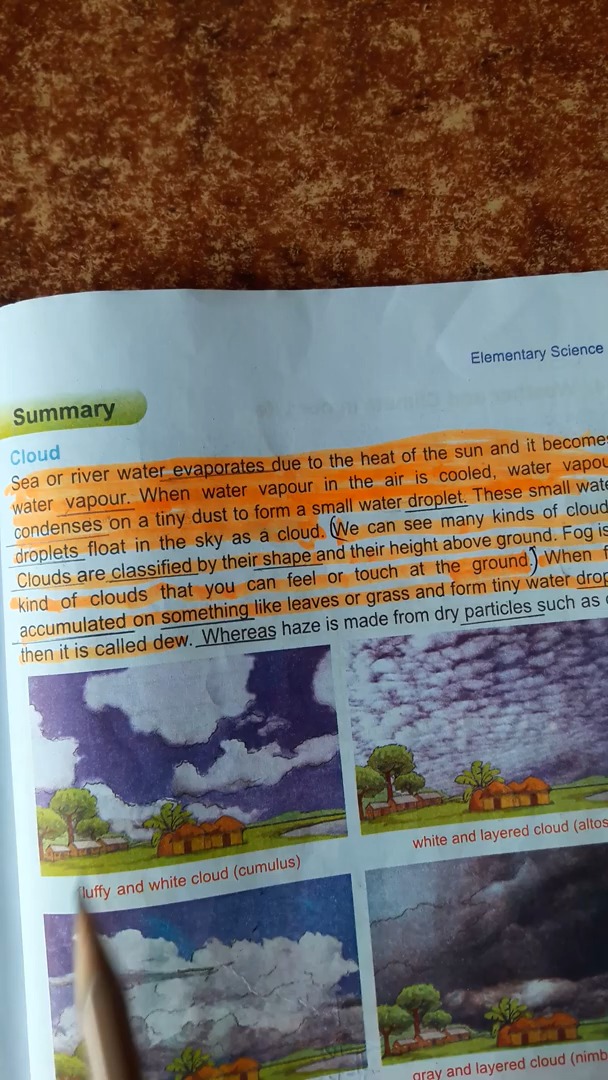 Elementary Science
Summary
Cloud
Sea or river water evaporates due to the heat of the sun and it becomes
water vapour. When water vapour in the air is cooled, water
condenses on a tiny dust to form a small water droplet. These small
droplets float in the sky as a cloud. (We can see many kinds of
Clouds are classified by their shape and their height above ground. Fog is
kind of clouds that you can feel or touch at the ground.) When
accumulated on something like leaves or grass and form tiny water
then it is called dew. Whereas haze is made from dry particles such as
fluffy and white cloud (cumulus)
white and layered cloud
gray and layered cloud